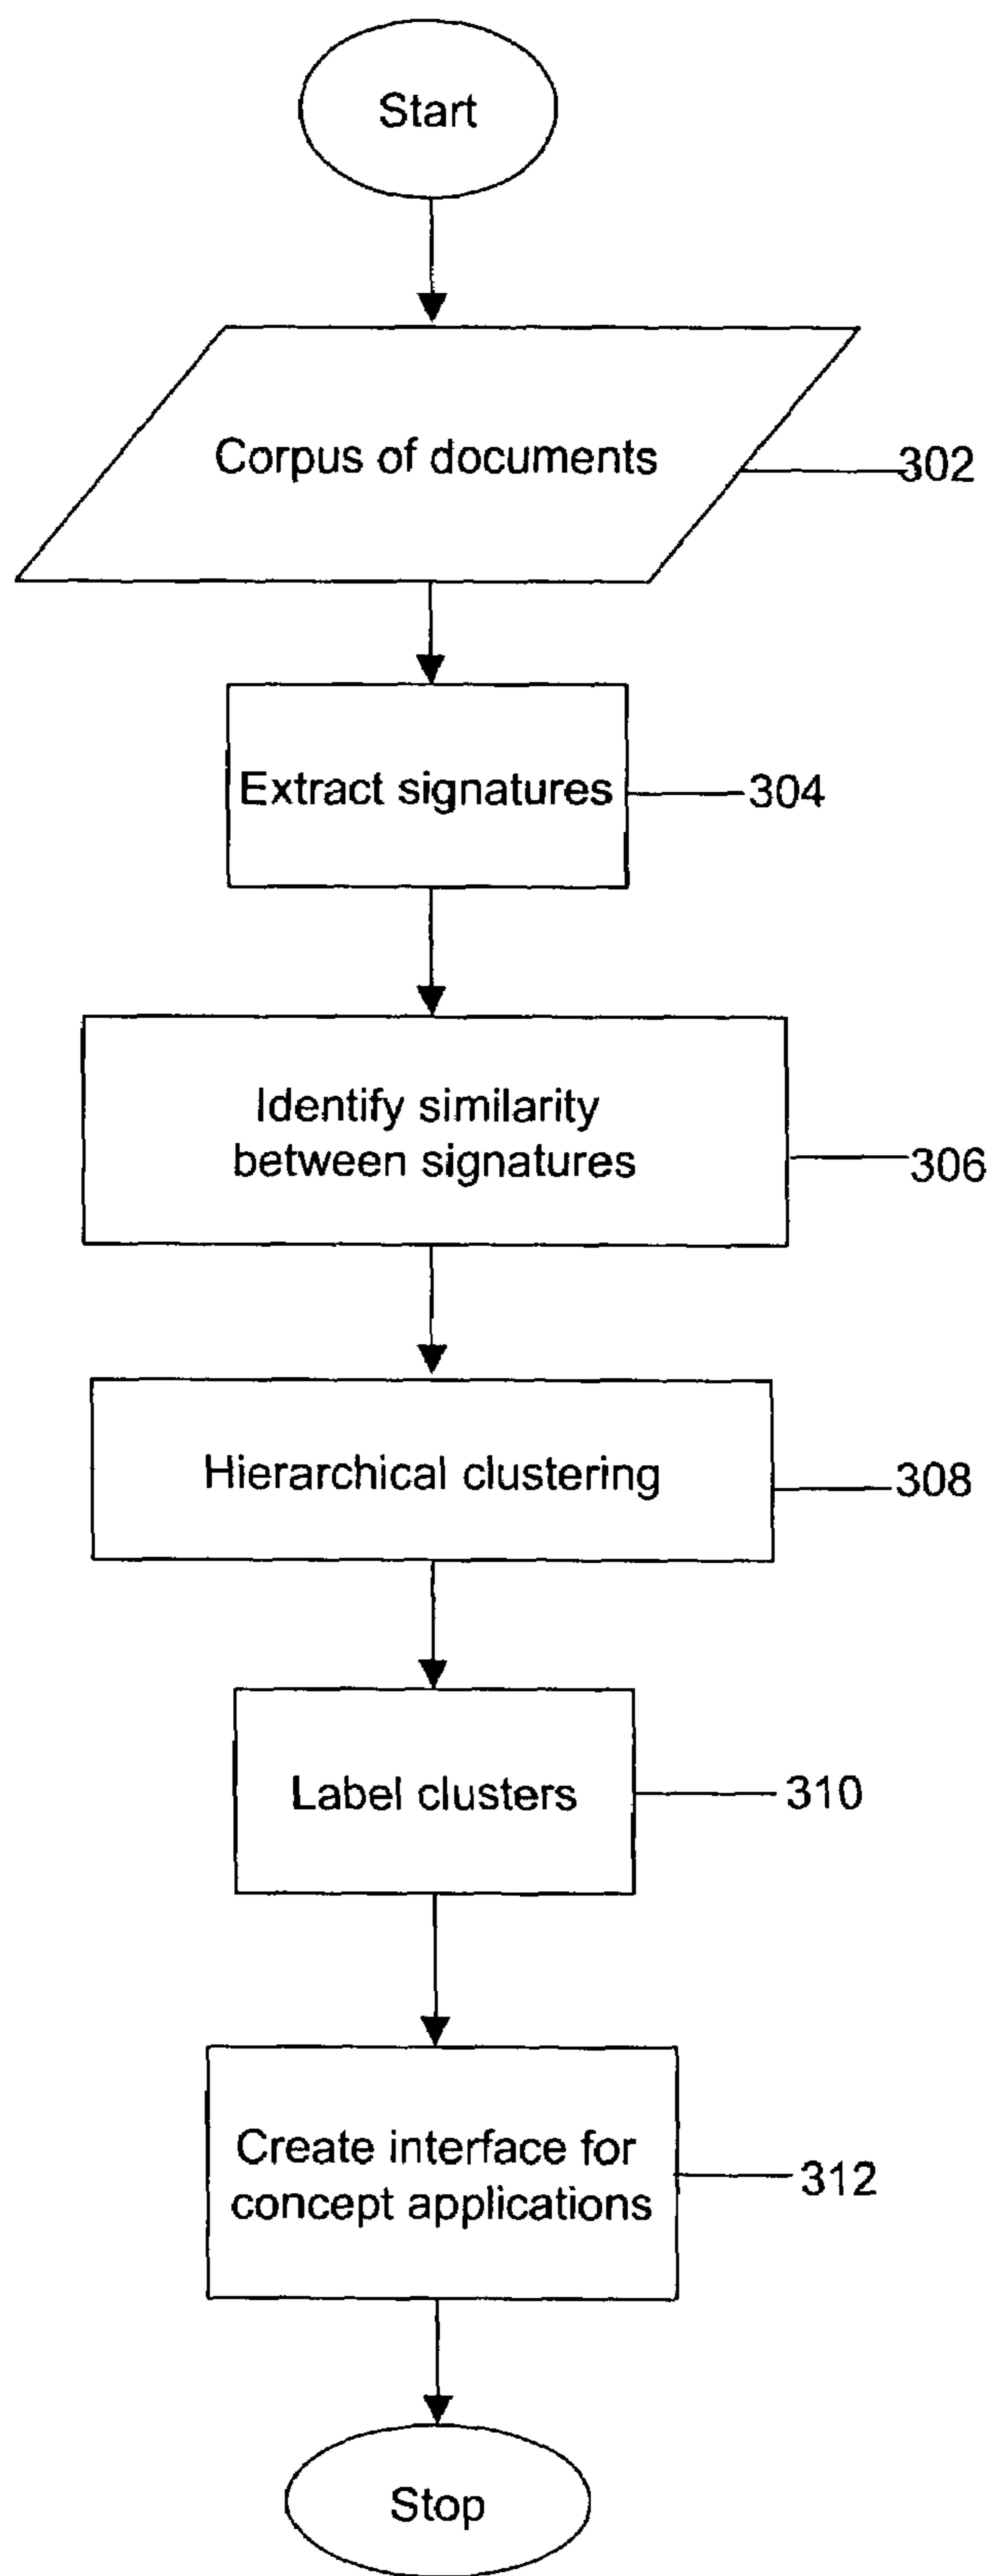 Start
Corpus of documents
302
Extract signatures
304
Identify similarity
between signatures
306
Hierarchical clustering
308
Label clusters
310
Create interface for
concept applications
312
Stop